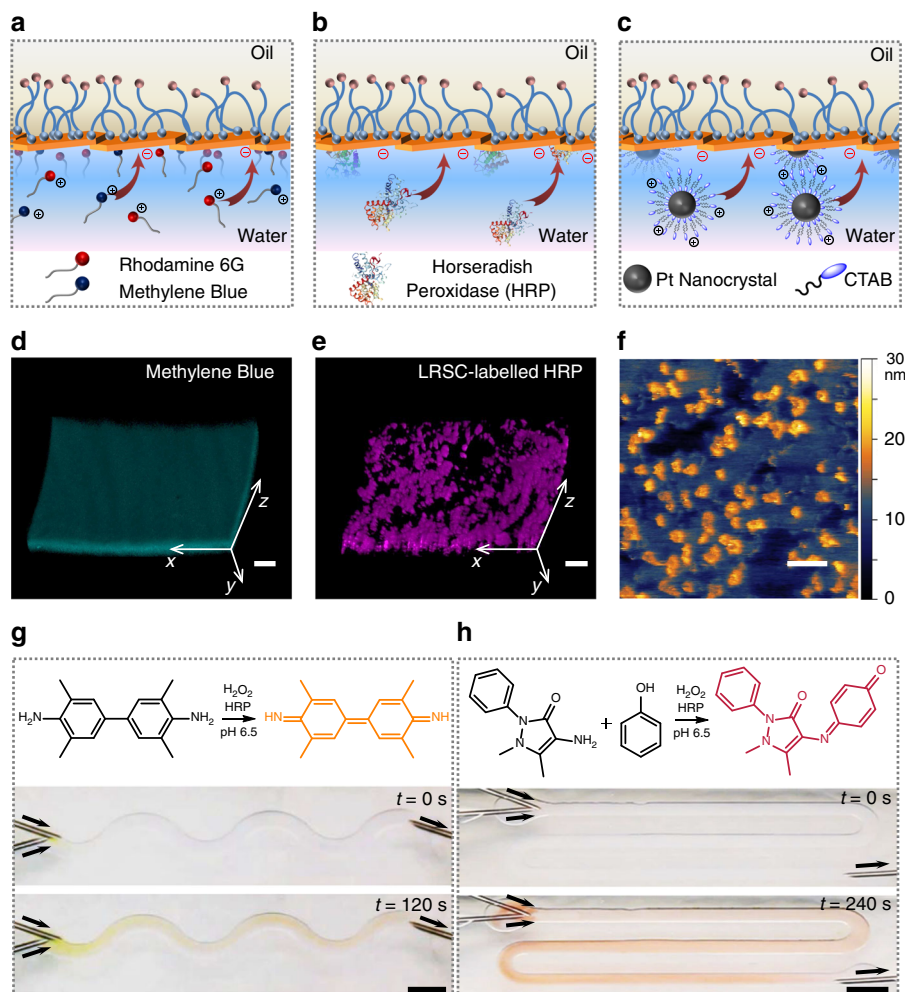 a
Oil
Water
Rhodamine 6G
Methylene Blue
b
Oil
Water
Horseradish
Peroxidase (HRP)
c
Oil
Water
Pt Nanocrystal
CTAB
d
Methylene Blue
z
x
y
e
LRSC-labelled HRP
z
x
y
f
30
nm
20
10
0
g
H₂N
NH₂
H₂O₂
HRP
pH 6.5
HN
NH
t = 0 s
t = 120 s
h
O
N
N
NH₂
+
OH
H₂O₂
HRP
pH 6.5
O
O
N
N
N
t = 0 s
t = 240 s